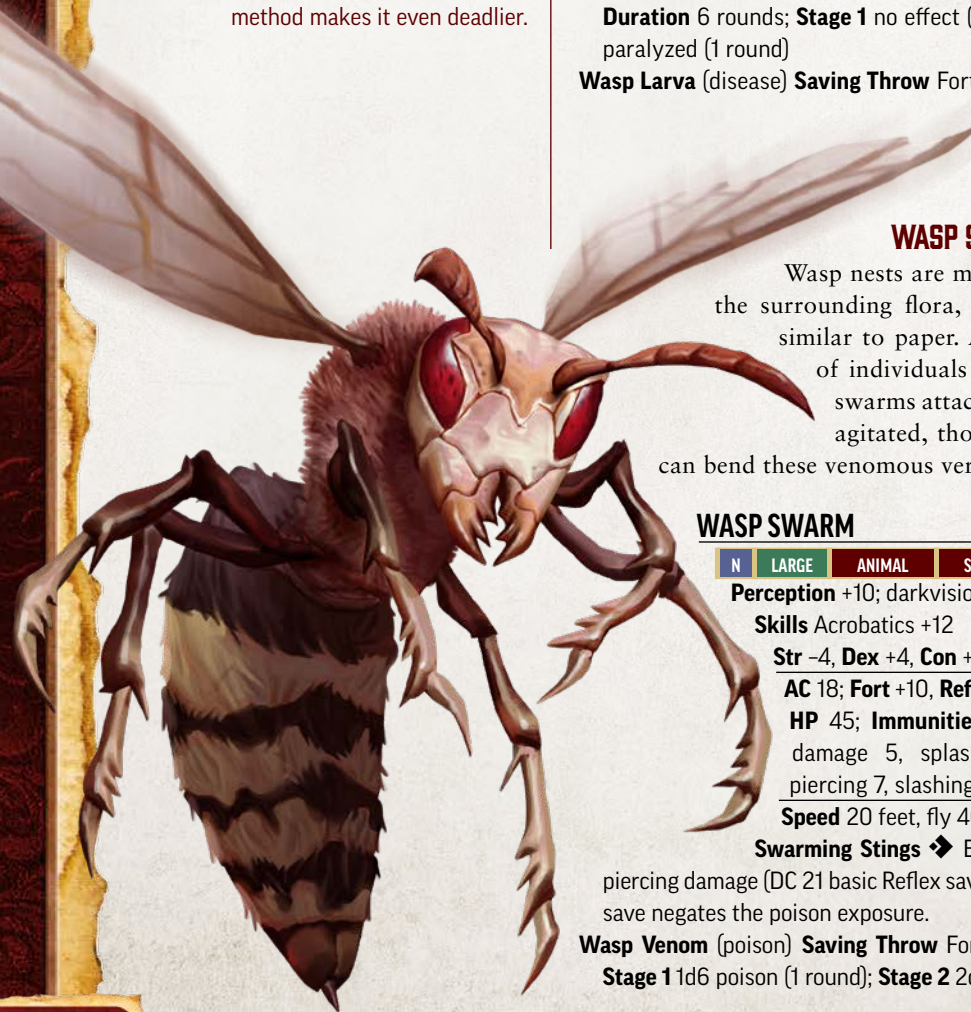 method makes it even deadlier.
Duration 6 rounds; Stage 1 no effect (
paralyzed (1 round)
Wasp Larva (disease) Saving Throw Fort
WASP S
Wasp nests are m
the surrounding flora,
similar to paper. A
of individuals
swarms attac
agitated, tho
can bend these venomous ver
WASP SWARM
N LARGE ANIMAL S
Perception +10; darkvisio
Skills Acrobatics +12
Str –4, Dex +4, Con +
AC 18; Fort +10, Ref
HP 45; Immunitie
damage 5, splas
piercing 7, slashing
Speed 20 feet, fly 4
Swarming Stings ◆ E
piercing damage (DC 21 basic Reflex sav
save negates the poison exposure.
Wasp Venom (poison) Saving Throw For
Stage 1 1d6 poison (1 round); Stage 2 2d